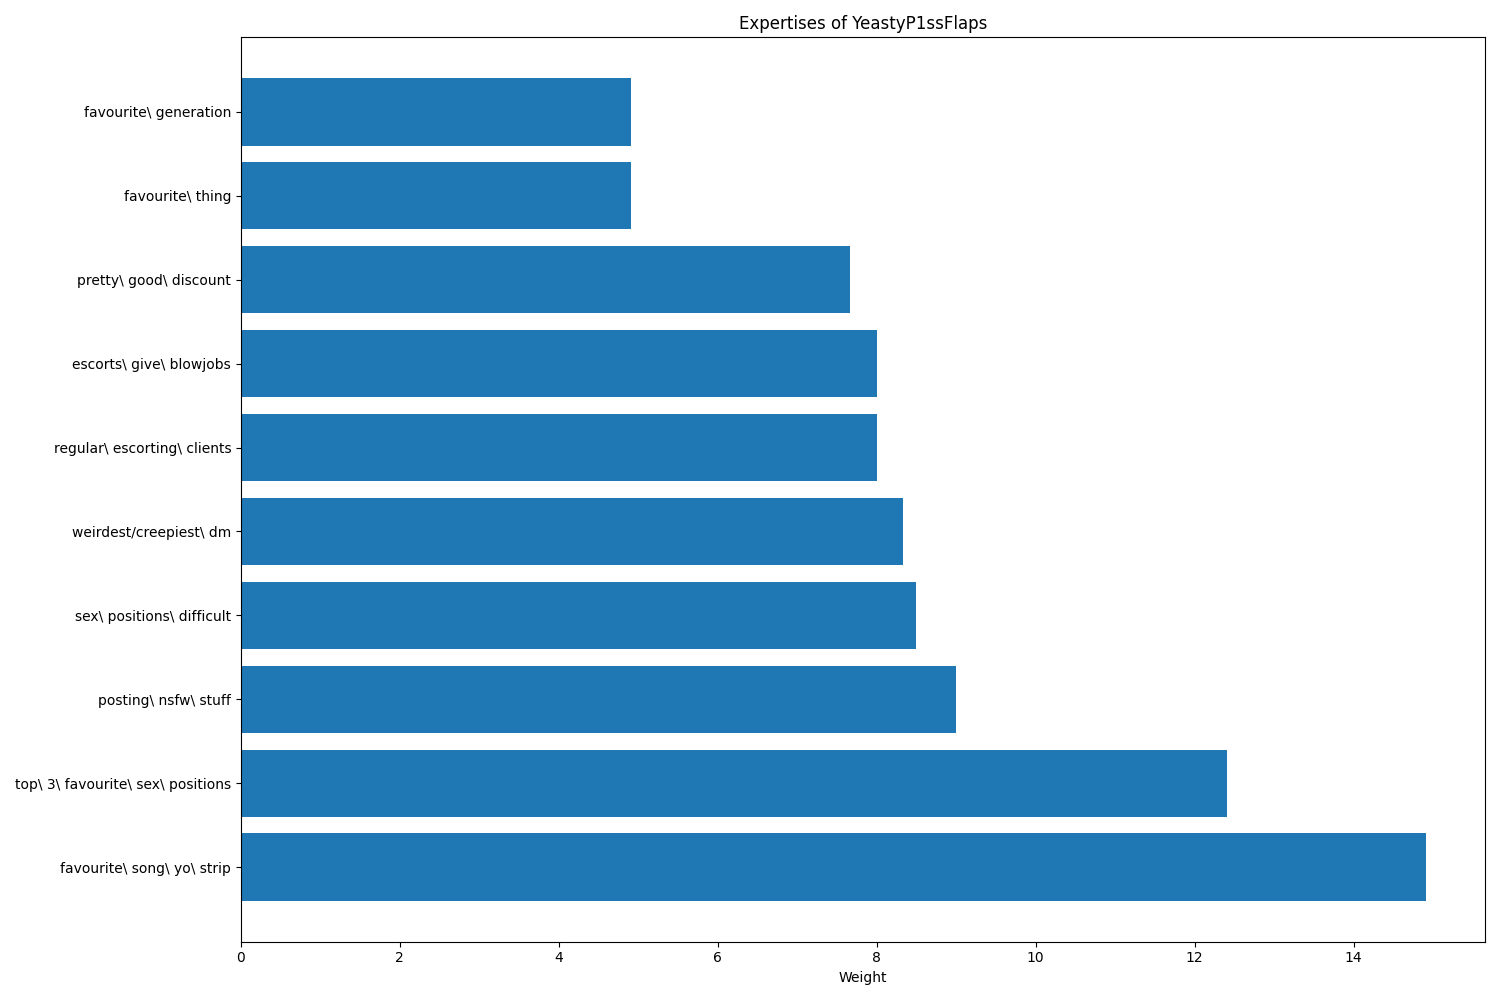 Expertises of YeastyP1ssFlaps
favourite\ generation
favourite\ thing
pretty\ good\ discount
escorts\ give\ blowjobs
regular\ escorting\ clients
weirdest/creepiest\ dm
sex\ positions\ difficult
posting\ nsfw\ stuff
top\ 3\ favourite\ sex\ positions
favourite\ song\ yo\ strip
0 2 4 6 8 10 12 14
Weight